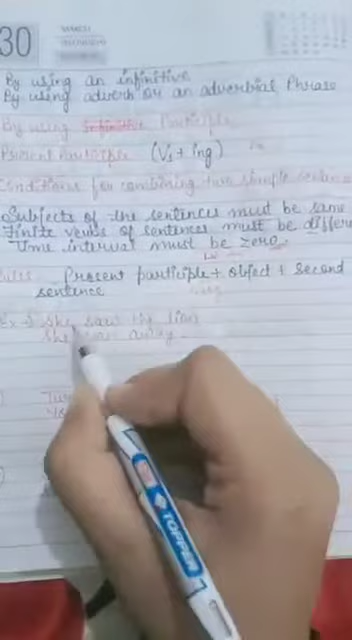 30
MARCH
By using an infinitive
By using adverb or an adverbial Phrase
By using Infinitive Participle
Present Participle (V₁ + ing)
Conditions for combining two simple sentence
Subjects of the sentences must be same
Finite verbs of sentences must be differe
Time interval must be zero
Present participle + object + second
sentence
Ex → She saw the lion
She ran away.
TOPPER